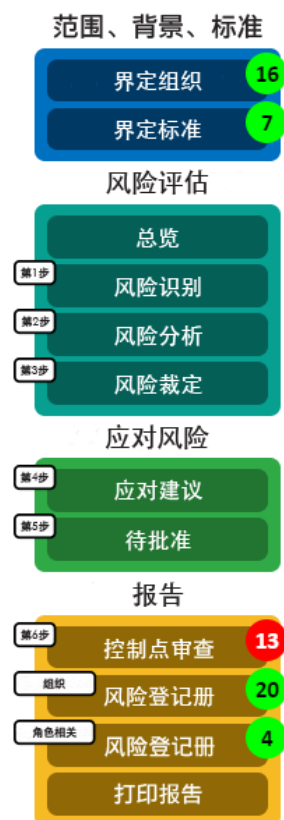 范围、背景、标准
界定组织 16
界定标准 7
风险评估
总览
第1步 风险识别
第2步 风险分析
第3步 风险裁定
应对风险
第4步 应对建议
第5步 待批准
报告
第6步 控制点审查 13
组织 风险登记册 20
角色相关 风险登记册 4
打印报告